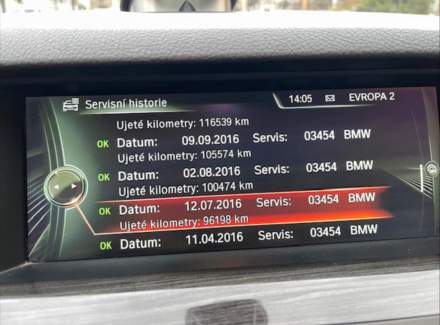 Servisní historie 14:05 EVROPA 2
Ujeté kilometry: 116539 km
OK Datum: 09.09.2016 Servis: 03454 BMW
Ujeté kilometry: 105574 km
OK Datum: 02.08.2016 Servis: 03454 BMW
Ujeté kilometry: 100474 km
OK Datum: 12.07.2016 Servis: 03454 BMW
Ujeté kilometry: 96198 km
OK Datum: 11.04.2016 Servis: 03454 BMW